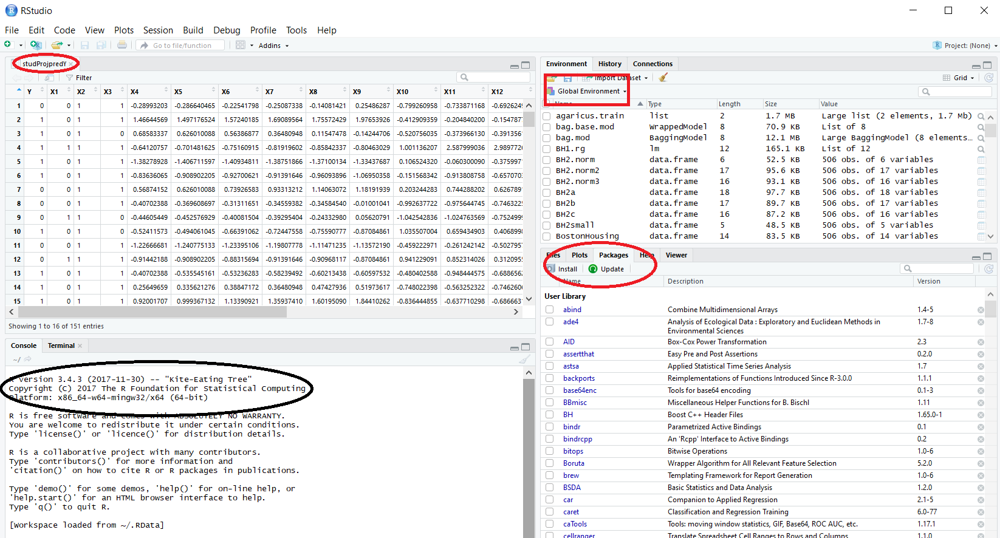 RStudio
File Edit Code View Plots Session Build Debug Profile Tools Help
Go to file/function Addins Project: (None)
studProjpredY
Filter
Y X1 X2 X3 X4 X5 X6 X7 X8 X9 X10 X11 X12
1 0 0 1 1 -0.28993203 -0.286640465 -0.22541798 -0.25087338 -0.14081421 0.25486287 -0.799260958 -0.733871168 -0.6926249
2 1 0 1 1 1.46644569 1.497176524 1.57240185 1.69089564 1.75572429 1.97653926 -0.412909359 -0.204840200 -0.154787
3 1 0 1 0 0.68583337 0.626010088 0.56386877 0.36480948 0.11547478 -0.14244706 -0.520756035 -0.373966130 -0.391356
4 1 1 1 1 -0.64120757 -0.701481625 -0.75160915 -0.81919602 -0.85842337 -0.80463029 1.001136207 2.587999036 2.989772
5 1 0 1 1 -1.38278928 -1.406711597 -1.40934811 -1.38751866 -1.37100134 -1.33437687 0.106524320 -0.060300090 -0.375997
6 1 0 1 1 -0.83636065 -0.908902205 -0.92700621 -0.91391646 -0.96093896 -1.06950358 -0.151568342 -0.913808758 -0.657070
7 0 0 1 1 0.56874152 0.626010088 0.73926583 0.93313212 1.14063072 1.18191939 0.203244283 0.744288202 0.626789
8 0 0 1 1 -0.40702388 -0.369608697 -0.31311651 -0.34559382 -0.34584540 -0.01001041 -0.992637722 -0.975644745 -0.746322
9 0 1 1 0 -0.44605449 -0.452576929 -0.40081504 -0.39295404 -0.24332980 0.05620791 -1.042542836 -1.024763569 -0.752499
10 1 0 1 0 -0.52411573 -0.494061045 -0.66391062 -0.72447558 -0.75590777 -0.87084861 1.035507004 0.659434903 0.406899
11 0 0 1 1 -1.22666681 -1.240775133 -1.23395106 -1.19807778 -1.11471235 -1.13572190 -0.459222971 -0.261242142 -0.502795
12 0 1 1 0 -0.91442188 -0.908902205 -0.88315694 -0.91391646 -0.90968117 -0.87084861 0.941229091 0.852314026 0.312095
13 1 0 1 1 -0.40702388 -0.535545161 -0.53236283 -0.58239492 -0.60213438 -0.60597532 -0.480402588 -0.948444575 -0.688656
14 1 0 1 1 0.25649659 0.335621276 0.38847172 0.36480948 0.47427936 0.51973617 -0.748022398 -0.563252322 -0.746260
15 1 0 1 1 0.92001707 0.999367132 1.13390921 1.35937410 1.60195090 1.84410262 -0.836444855 -0.637710298 -0.686663
Showing 1 to 16 of 151 entries
Console Terminal
~/
R version 3.4.3 (2017-11-30) -- "Kite-Eating Tree"
Copyright (C) 2017 The R Foundation for Statistical Computing
Platform: x86_64-w64-mingw32/x64 (64-bit)
R is free software and comes with ABSOLUTELY NO WARRANTY.
You are welcome to redistribute it under certain conditions.
Type 'license()' or 'licence()' for distribution details.
R is a collaborative project with many contributors.
Type 'contributors()' for more information and
'citation()' on how to cite R or R packages in publications.
Type 'demo()' for some demos, 'help()' for on-line help, or
'help.start()' for an HTML browser interface to help.
Type 'q()' to quit R.
[Workspace loaded from ~/.RData]
Environment History Connections
Import Dataset Grid
Global Environment
Name Type Length Size Value
agaricus.train list 2 1.7 MB Large list (2 elements, 1.7 Mb)
bag.base.mod WrappedModel 8 70.9 KB List of 8
bag.mod BaggingModel 8 12.1 MB Large BaggingModel (8 elements…
BH1.rg lm 12 165.1 KB List of 12
BH2.norm data.frame 6 52.5 KB 506 obs. of 6 variables
BH2.norm2 data.frame 17 95.6 KB 506 obs. of 17 variables
BH2.norm3 data.frame 16 93.1 KB 506 obs. of 16 variables
BH2a data.frame 18 97.7 KB 506 obs. of 18 variables
BH2b data.frame 17 89.7 KB 506 obs. of 17 variables
BH2c data.frame 16 87.2 KB 506 obs. of 16 variables
BH2small data.frame 5 48.5 KB 506 obs. of 5 variables
BostonHousing data.frame 14 83.5 KB 506 obs. of 14 variables
Files Plots Packages Help Viewer
Install Update
Name Description Version
User Library
abind Combine Multidimensional Arrays 1.4-5
ade4 Analysis of Ecological Data : Exploratory and Euclidean Methods in 1.7-8
Environmental Sciences
AID Box-Cox Power Transformation 2.3
assertthat Easy Pre and Post Assertions 0.2.0
astsa Applied Statistical Time Series Analysis 1.7
backports Reimplementations of Functions Introduced Since R-3.0.0 1.1.1
base64enc Tools for base64 encoding 0.1-3
BBmisc Miscellaneous Helper Functions for B. Bischl 1.11
BH Boost C++ Header Files 1.65.0-1
bindr Parametrized Active Bindings 0.1
bindrcpp An 'Rcpp' Interface to Active Bindings 0.2
bitops Bitwise Operations 1.0-6
Boruta Wrapper Algorithm for All Relevant Feature Selection 5.2.0
brew Templating Framework for Report Generation 1.0-6
BSDA Basic Statistics and Data Analysis 1.2.0
car Companion to Applied Regression 2.1-5
caret Classification and Regression Training 6.0-77
caTools Tools: moving window statistics, GIF, Base64, ROC AUC, etc. 1.17.1
cellranger Translate Spreadsheet Cell Ranges to Rows and Columns 1.1.0